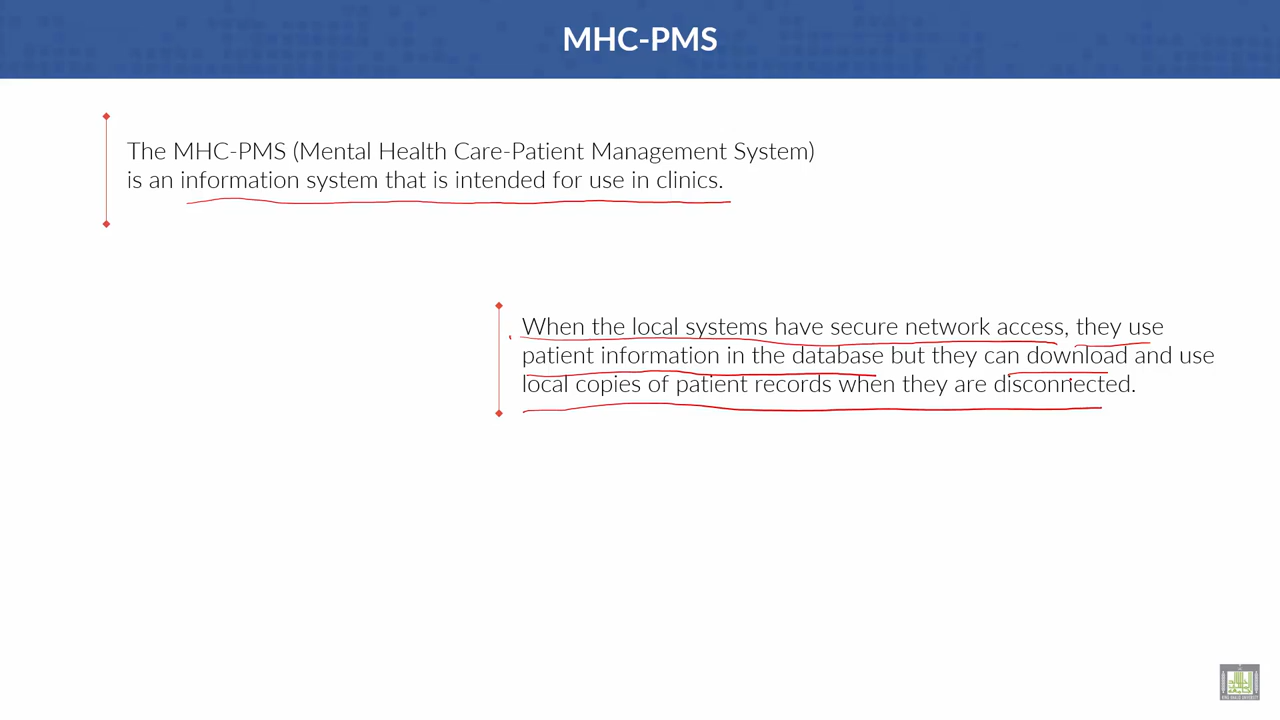 MHC-PMS
The MHC-PMS (Mental Health Care-Patient Management System)
is an information system that is intended for use in clinics.
When the local systems have secure network access, they use
patient information in the database but they can download and use
local copies of patient records when they are disconnected.